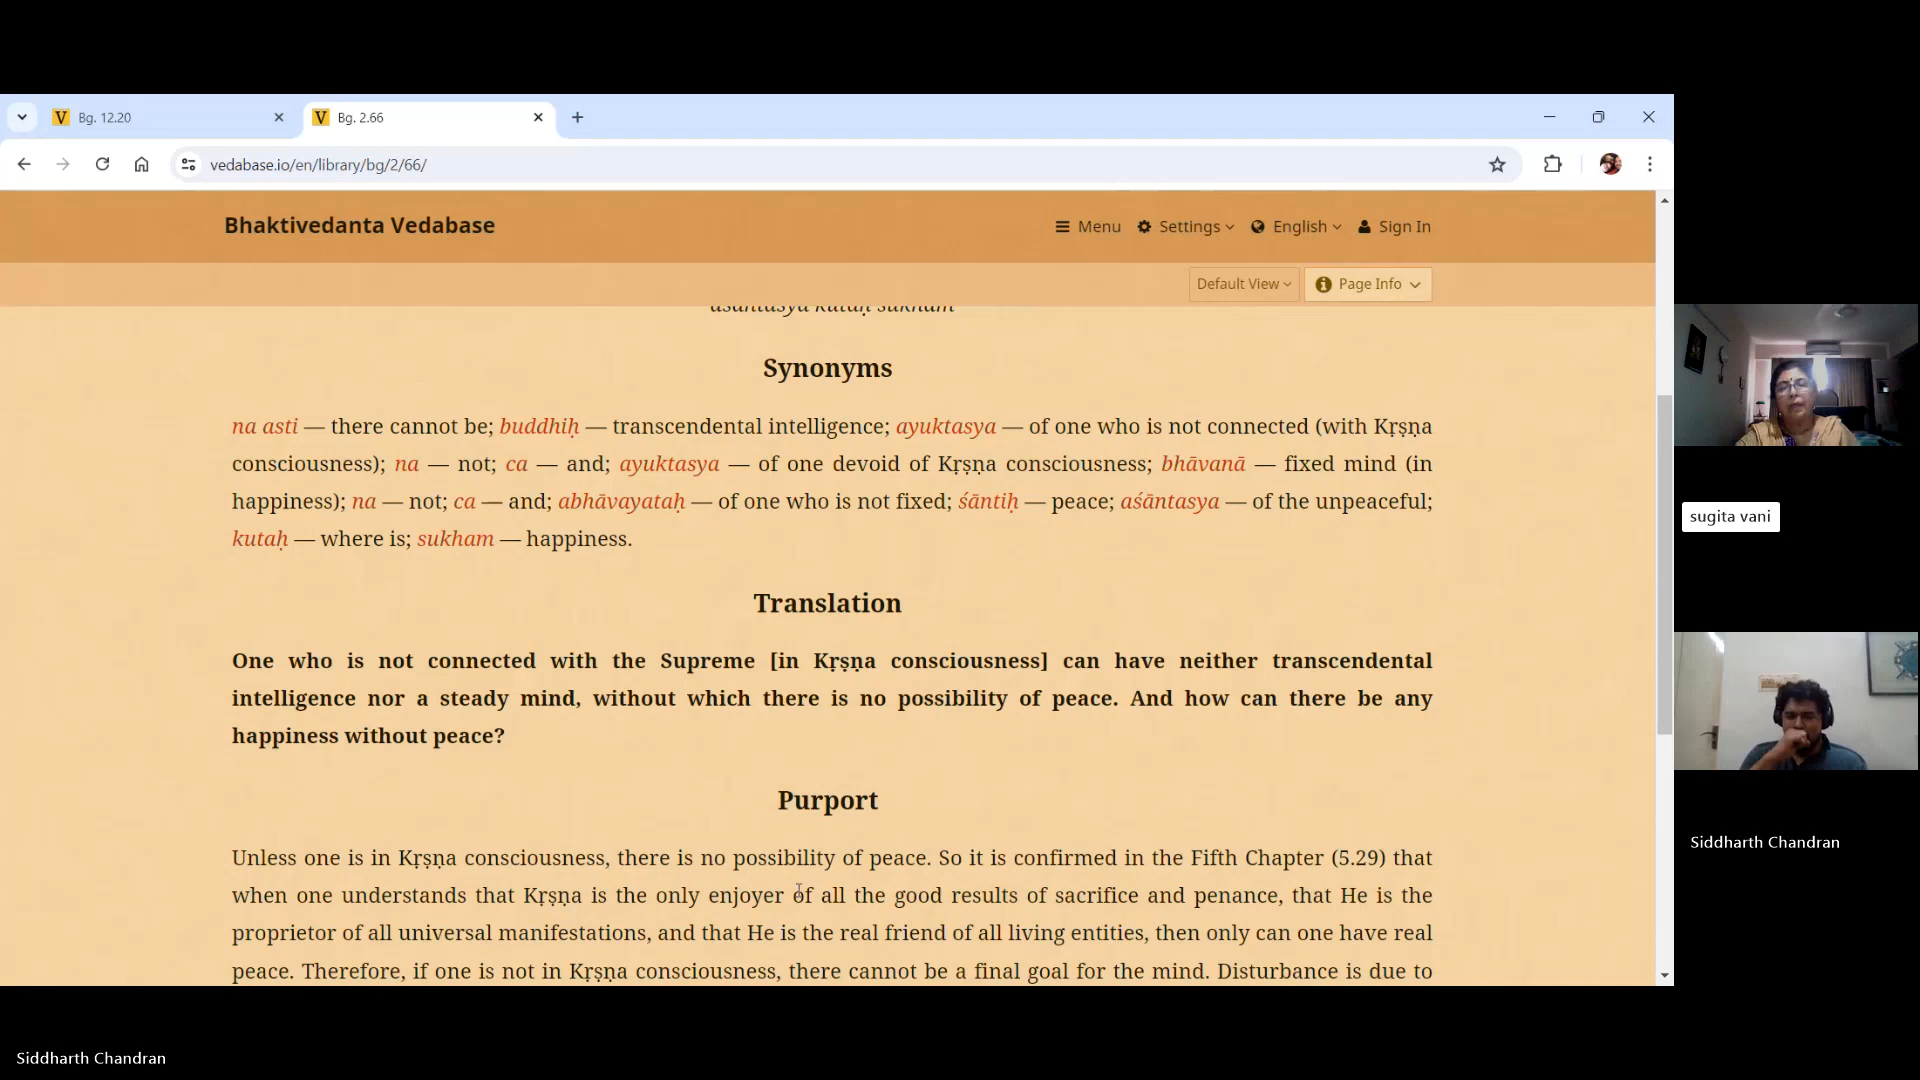 Bg. 12.20
Bg. 2.66
vedabase.io/en/library/bg/2/66/
Bhaktivedanta Vedabase
Menu Settings English Sign In
Default View Page Info
aśāntasya kutaḥ sukham
Synonyms
na asti — there cannot be; buddhiḥ — transcendental intelligence; ayuktasya — of one who is not connected (with Kṛṣṇa
consciousness); na — not; ca — and; ayuktasya — of one devoid of Kṛṣṇa consciousness; bhāvanā — fixed mind (in
happiness); na — not; ca — and; abhāvayataḥ — of one who is not fixed; śāntiḥ — peace; aśāntasya — of the unpeaceful;
kutaḥ — where is; sukham — happiness.
Translation
One who is not connected with the Supreme [in Kṛṣṇa consciousness] can have neither transcendental
intelligence nor a steady mind, without which there is no possibility of peace. And how can there be any
happiness without peace?
Purport
Unless one is in Kṛṣṇa consciousness, there is no possibility of peace. So it is confirmed in the Fifth Chapter (5.29) that
when one understands that Kṛṣṇa is the only enjoyer of all the good results of sacrifice and penance, that He is the
proprietor of all universal manifestations, and that He is the real friend of all living entities, then only can one have real
peace. Therefore, if one is not in Kṛṣṇa consciousness, there cannot be a final goal for the mind. Disturbance is due to
sugita vani
Siddharth Chandran
Siddharth Chandran